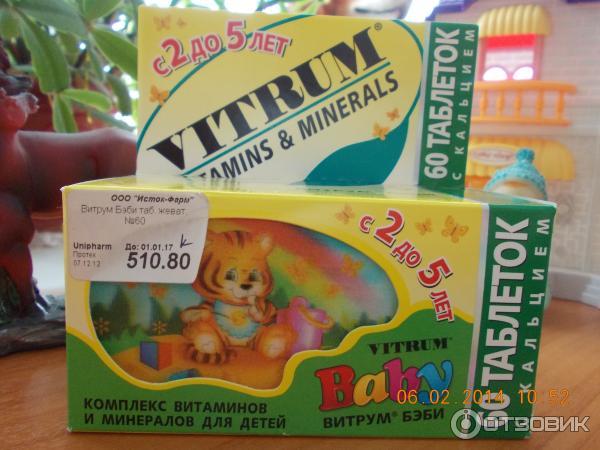 с 2 до 5 лет
VITRUM®
VITAMINS & MINERALS
60 ТАБЛЕТОК
С КАЛЬЦИЕМ
ООО "Исток-Фарм"
Витрум Бэби таб. жеват.
№60
Unipharm До: 01.01.17
Протек
07.12.12
510.80
с 2 до 5 лет
VITRUM®
Baby
ВИТРУМ® БЭБИ
КОМПЛЕКС ВИТАМИНОВ
И МИНЕРАЛОВ ДЛЯ ДЕТЕЙ
60 ТАБЛЕТОК
С КАЛЬЦИЕМ
06.02.2014 10:52
ОТЗОВИК